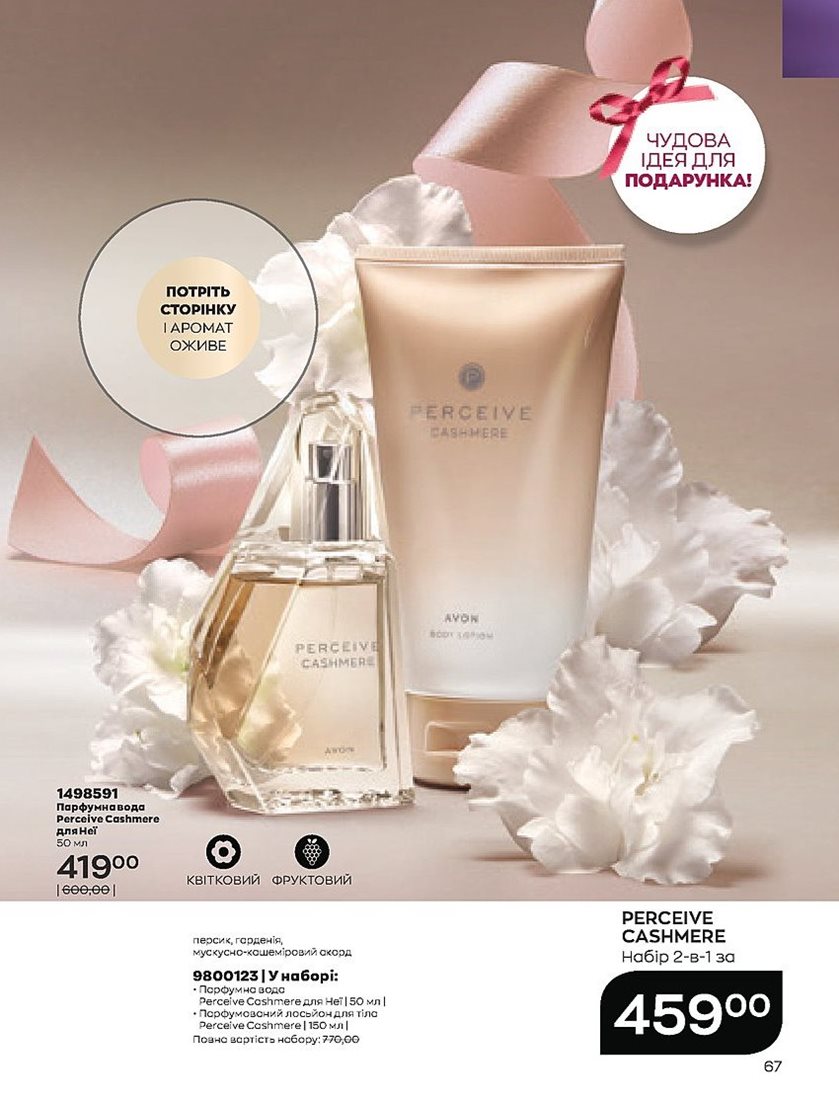 ЧУДОВА
ІДЕЯ ДЛЯ
ПОДАРУНКА!
ПОТРІТЬ
СТОРІНКУ
І АРОМАТ
ОЖИВЕ
PERCEIVE
CASHMERE
AVON
BODY LOTION
PERCEIVE
CASHMERE
AVON
1498591
Парфумна вода
Perceive Cashmere
для Неї
50 мл
419⁰⁰
|600,00|
КВІТКОВИЙ
ФРУКТОВИЙ
персик, гарденія,
мускусно-кашеміровий акорд
9800123 | У наборі:
• Парфумна вода
Perceive Cashmere для Неї | 50 мл |
• Парфумований лосьйон для тіла
Perceive Cashmere | 150 мл |
Повна вартість набору: 770,00
PERCEIVE
CASHMERE
Набір 2-в-1 за
459⁰⁰
67